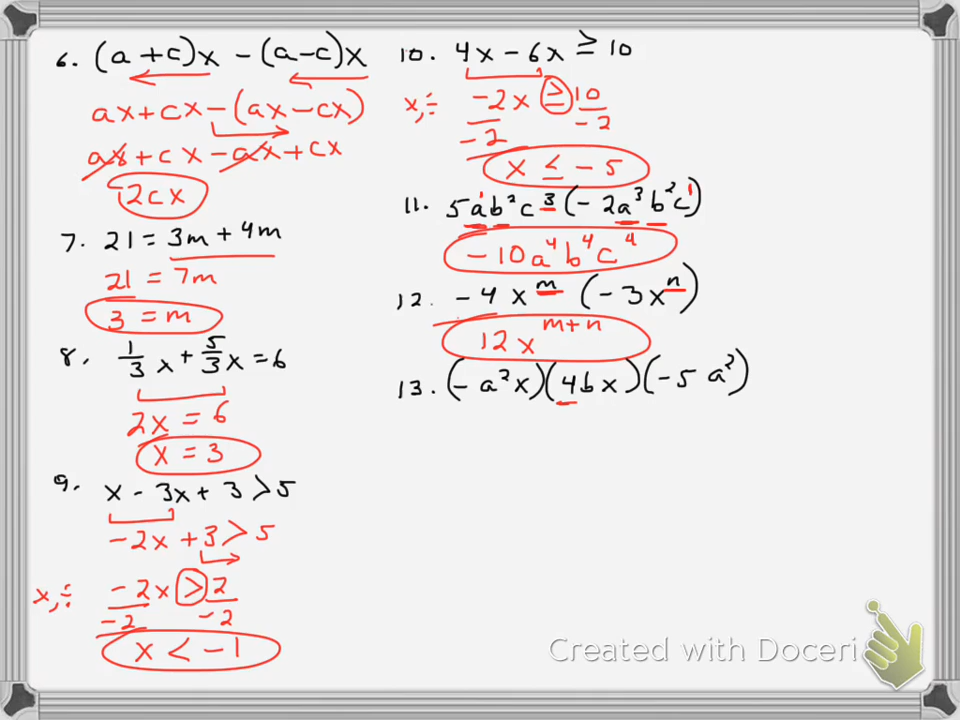 6. (a+c)x - (a-c)x
ax+cx-(ax-cx)
ax+cx-ax+cx
2cx
7. 21 = 3m + 4m
21 = 7m
3 = m
8. 1/3 x + 5/3 x = 6
2x = 6
x = 3
9. x - 3x + 3 > 5
-2x + 3 > 5
x, ÷ -2x > 2
-2 -2
x < -1
10. 4x - 6x ≥ 10
x, ÷ -2x ≥ 10
-2 -2
x ≤ -5
11. 5a¹b²c³(-2a³b²c¹)
-10a⁴b⁴c⁴
12. -4x^m (-3x^n)
12x^{m+n}
13. (-a²x)(4bx)(-5a²)
Created with Doceri